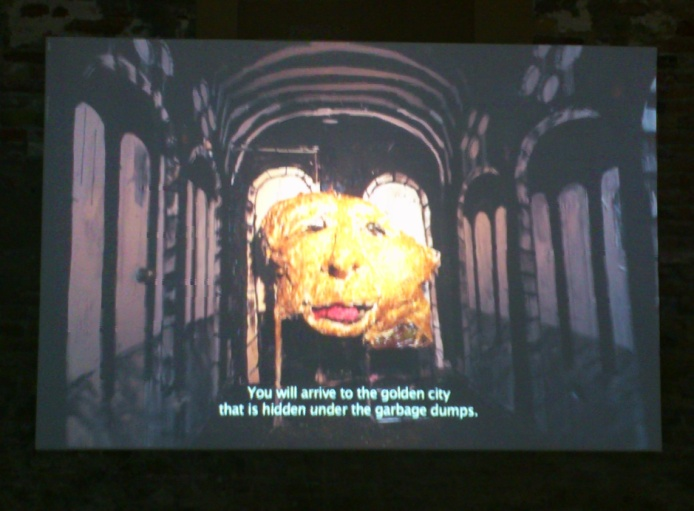 You will arrive to the golden city
that is hidden under the garbage dumps.